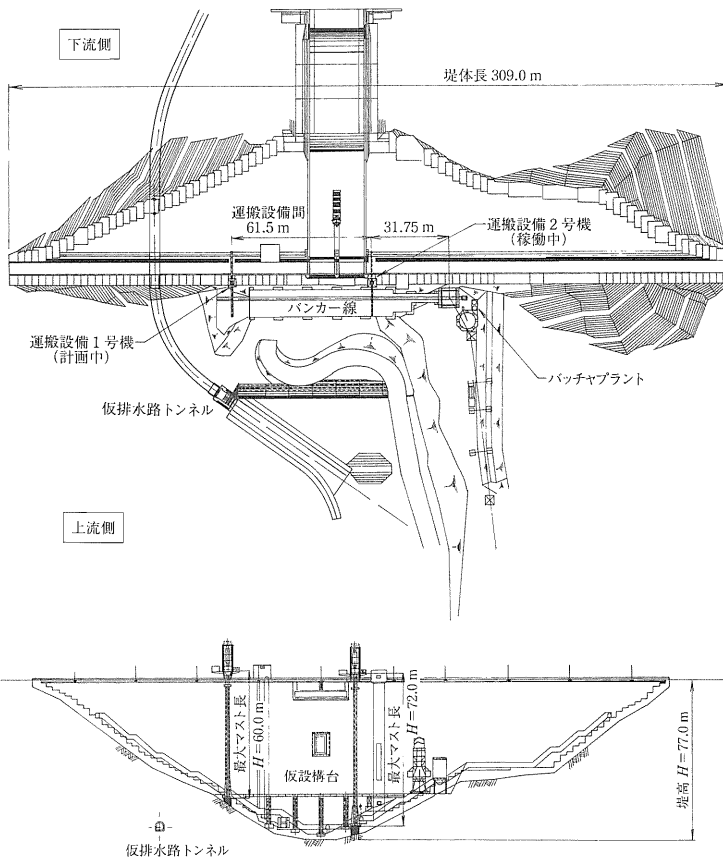 下流側
堤体長 309.0 m
運搬設備間
61.5 m
31.75 m
運搬設備2号機
(稼働中)
バンカー線
運搬設備1号機
(計画中)
バッチャプラント
仮排水路トンネル
上流側
最大マスト長
H=60.0 m
最大マスト長
H=72.0 m
仮設構台
堤高 H=77.0 m
仮排水路トンネル